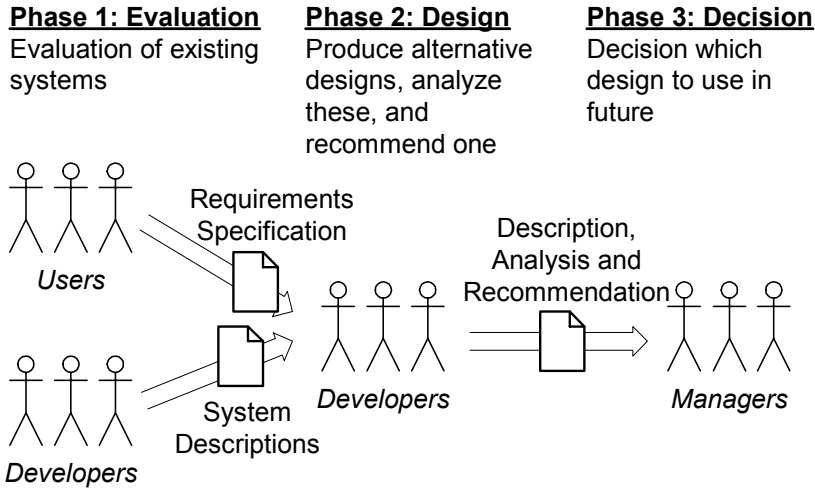 Phase 1: Evaluation
Evaluation of existing
systems
Phase 2: Design
Produce alternative
designs, analyze
these, and
recommend one
Phase 3: Decision
Decision which
design to use in
future
Requirements
Specification
Users
System
Descriptions
Developers
Developers
Description,
Analysis and
Recommendation
Managers